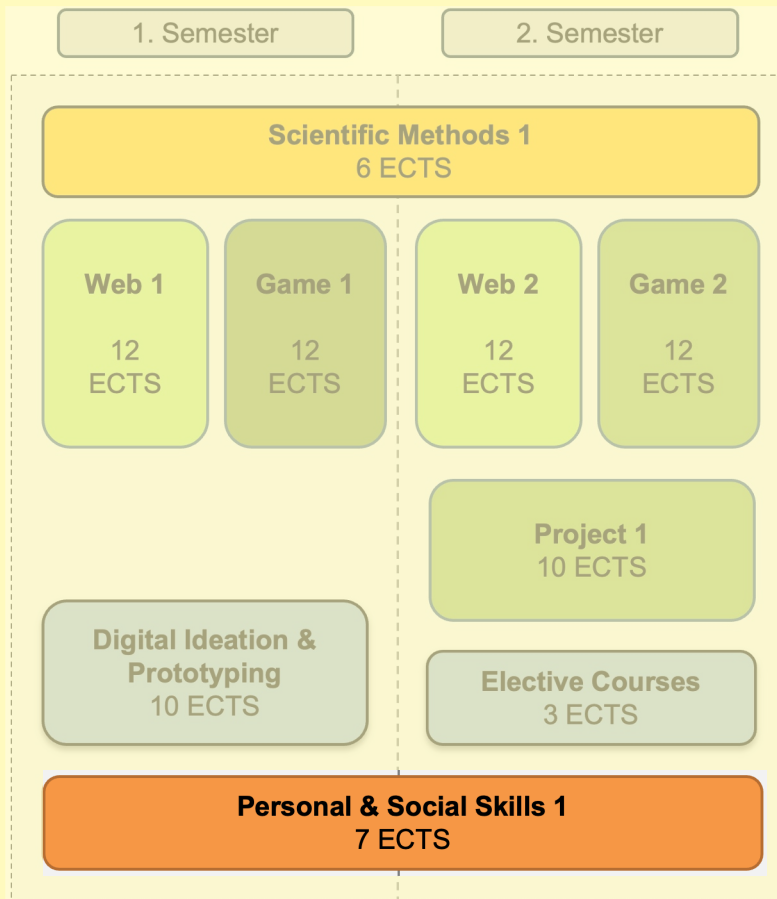 1. Semester
2. Semester
Scientific Methods 1
6 ECTS
Web 1
12
ECTS
Game 1
12
ECTS
Web 2
12
ECTS
Game 2
12
ECTS
Project 1
10 ECTS
Digital Ideation &
Prototyping
10 ECTS
Elective Courses
3 ECTS
Personal & Social Skills 1
7 ECTS